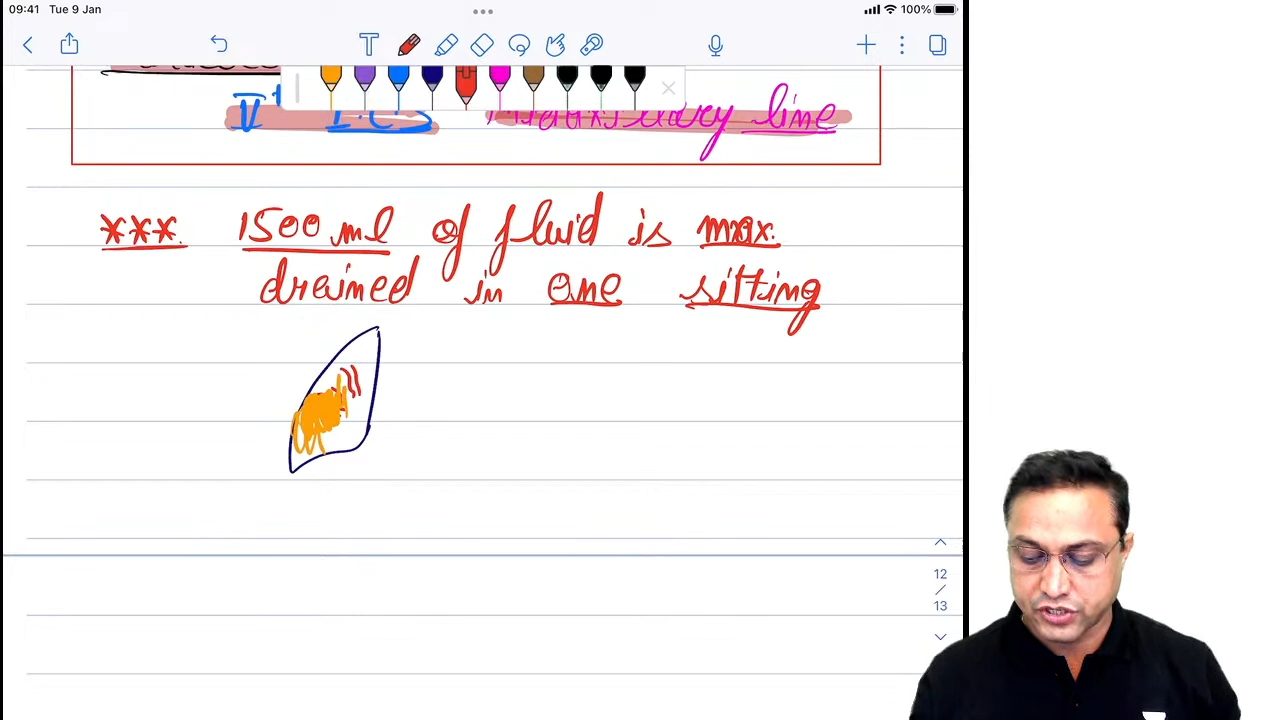 09:41 Tue 9 Jan
100%
T
V I.C.S line
*** 1500 ml of fluid is max.
drained in one sitting
12
/
13